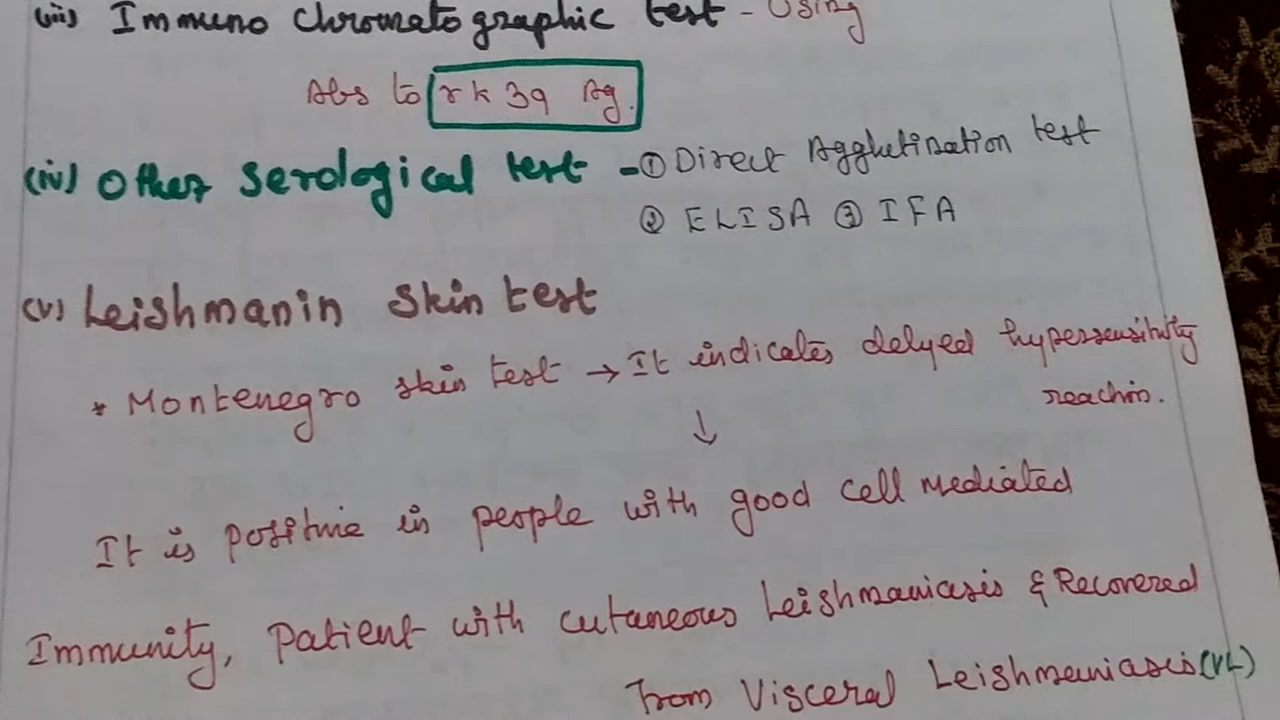 (iii) Immuno chromatographic test - Using
Abs to rk 39 Ag.
(iv) Other serological test - ① Direct Agglutination test
② ELISA ③ IFA
(v) Leishmanin skin test
* Montenegro skin test → It indicates delyed hypersensitivity
reaction.
↓
It is positive in people with good cell mediated
Immunity, Patient with cutaneous Leishmaniasis & Recovered
from Visceral Leishmaniasis (VL)